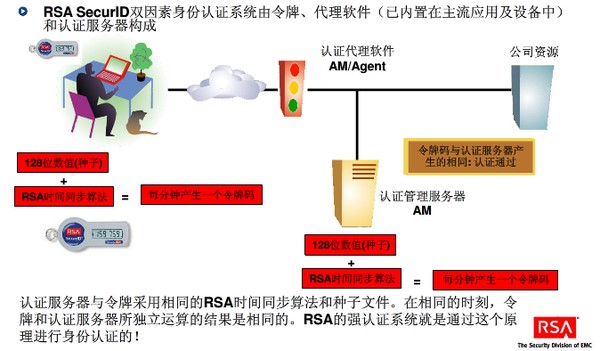 RSA SecurID双因素身份认证系统由令牌、代理软件（已内置在主流应用及设备中）
和认证服务器构成
认证代理软件
AM/Agent
公司资源
令牌码与认证服务器产
生的相同: 认证通过
128位数值(种子)
+
RSA时间同步算法
=
每分钟产生一个令牌码
RSA
SecurID
159759
认证管理服务器
AM
128位数值(种子)
+
RSA时间同步算法
=
每分钟产生一个令牌码
认证服务器与令牌采用相同的RSA时间同步算法和种子文件。在相同的时刻，令
牌和认证服务器所独立运算的结果是相同的。RSA的强认证系统就是通过这个原
理进行身份认证的！
RSA
The Security Division of EMC